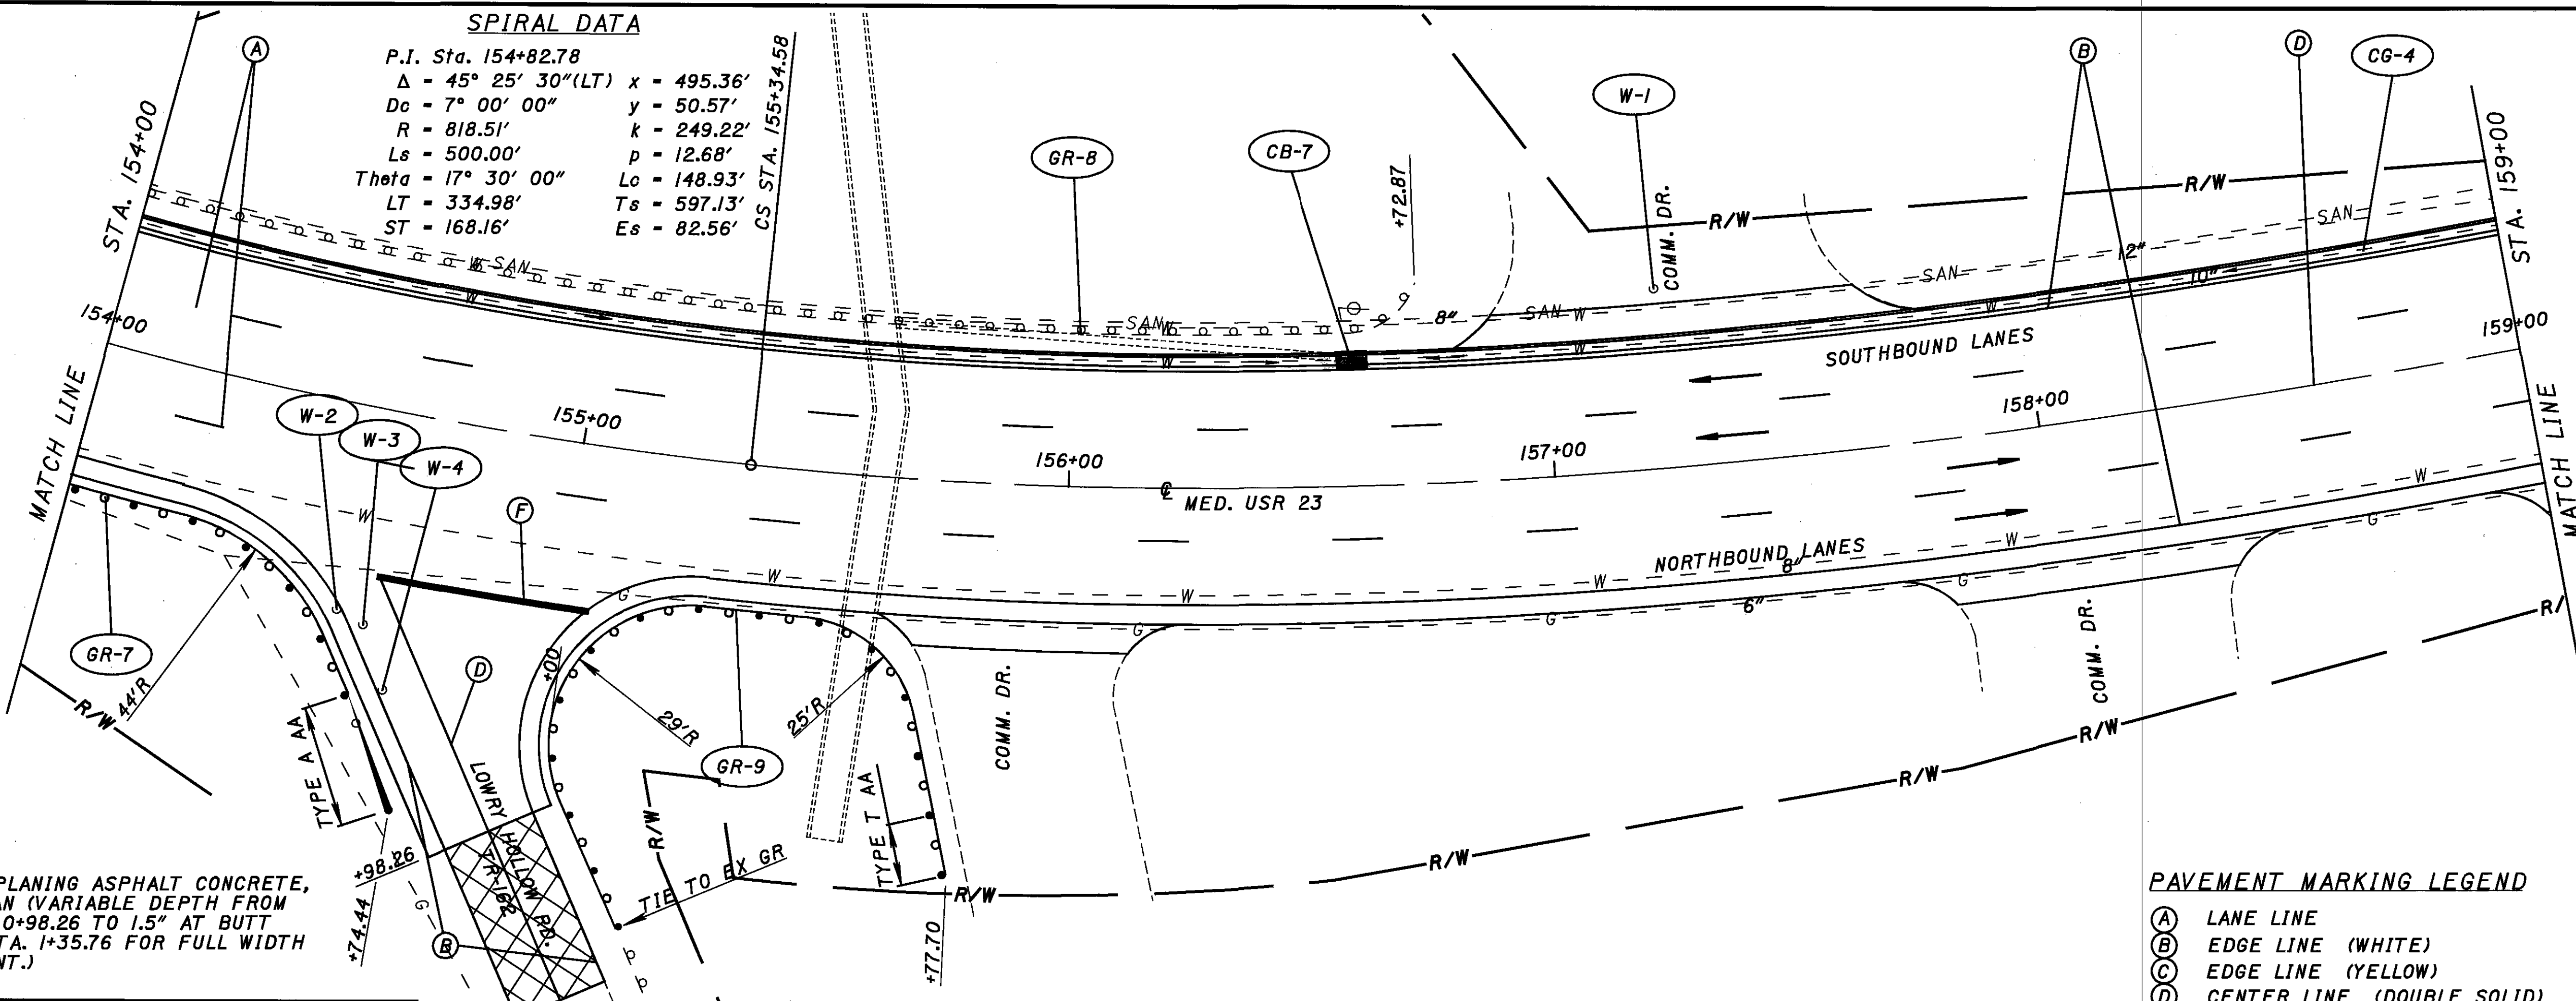 SPIRAL DATA
P.I. Sta. 154+82.78
Δ = 45° 25' 30"(LT) x = 495.36'
Dc = 7° 00' 00" y = 50.57'
R = 818.51' k = 249.22'
Ls = 500.00' p = 12.68'
Theta = 17° 30' 00" Lc = 148.93'
LT = 334.98' Ts = 597.13'
ST = 168.16' Es = 82.56'
CS STA. 155+34.58
A
B
D
CG-4
W-1
GR-8
CB-7
+72.87
COMM. DR.
R/W
R/W
STA. 154+00
MATCH LINE
154+00
STA. 159+00
MATCH LINE
159+00
W SAN
W
SAN
W
W
8"
SAN
W
W
SAN
W
12"
10"
SAN
SOUTHBOUND LANES
155+00
156+00
157+00
158+00
℄ MED. USR 23
W-2
W-3
W-4
F
W
W
W
W
W
W
NORTHBOUND LANES
8"
G
G
G
6"
G
G
GR-7
44'R
R/W
TYPE A AA
D
+00
29'R
25'R
GR-9
R/W
TYPE T AA
COMM. DR.
COMM. DR.
R/W
R/W
R/W
R/W
R/
LOWRY HOLLOW RD.
TR-162
TIE TO EX GR
+98.26
+74.44
G
B
+77.70
PLANING ASPHALT CONCRETE,
AN (VARIABLE DEPTH FROM
0+98.26 TO 1.5" AT BUTT
TA. 1+35.76 FOR FULL WIDTH
NT.)
PAVEMENT MARKING LEGEND
A LANE LINE
B EDGE LINE (WHITE)
C EDGE LINE (YELLOW)
D CENTER LINE (DOUBLE SOLID)